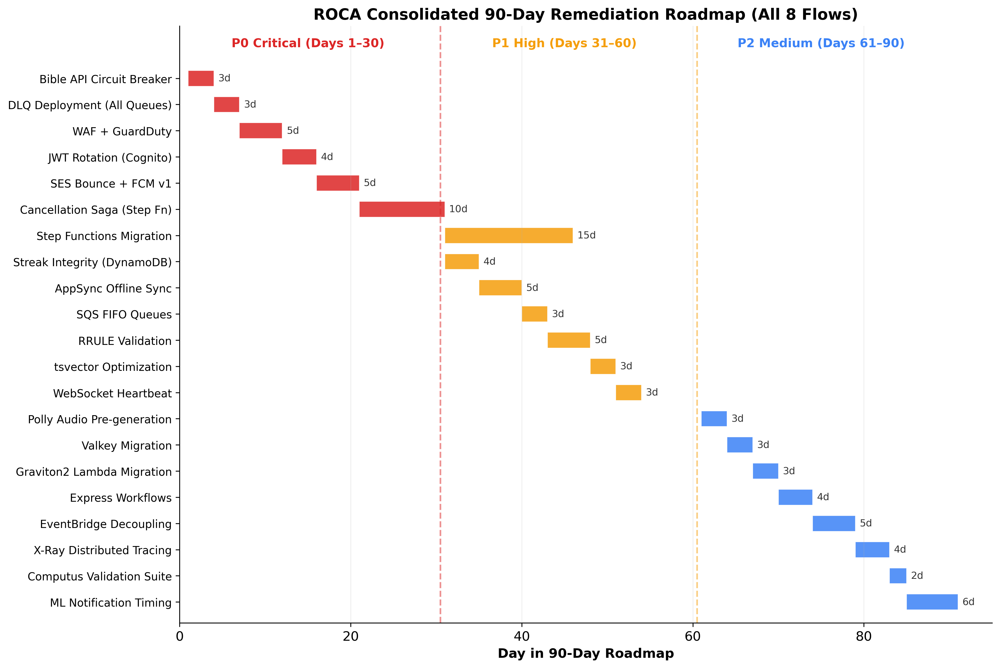 ROCA Consolidated 90-Day Remediation Roadmap (All 8 Flows)
P0 Critical (Days 1–30)
P1 High (Days 31–60)
P2 Medium (Days 61–90)
Bible API Circuit Breaker 3d
DLQ Deployment (All Queues) 3d
WAF + GuardDuty 5d
JWT Rotation (Cognito) 4d
SES Bounce + FCM v1 5d
Cancellation Saga (Step Fn) 10d
Step Functions Migration 15d
Streak Integrity (DynamoDB) 4d
AppSync Offline Sync 5d
SQS FIFO Queues 3d
RRULE Validation 5d
tsvector Optimization 3d
WebSocket Heartbeat 3d
Polly Audio Pre-generation 3d
Valkey Migration 3d
Graviton2 Lambda Migration 3d
Express Workflows 4d
EventBridge Decoupling 5d
X-Ray Distributed Tracing 4d
Computus Validation Suite 2d
ML Notification Timing 6d
0 20 40 60 80
Day in 90-Day Roadmap